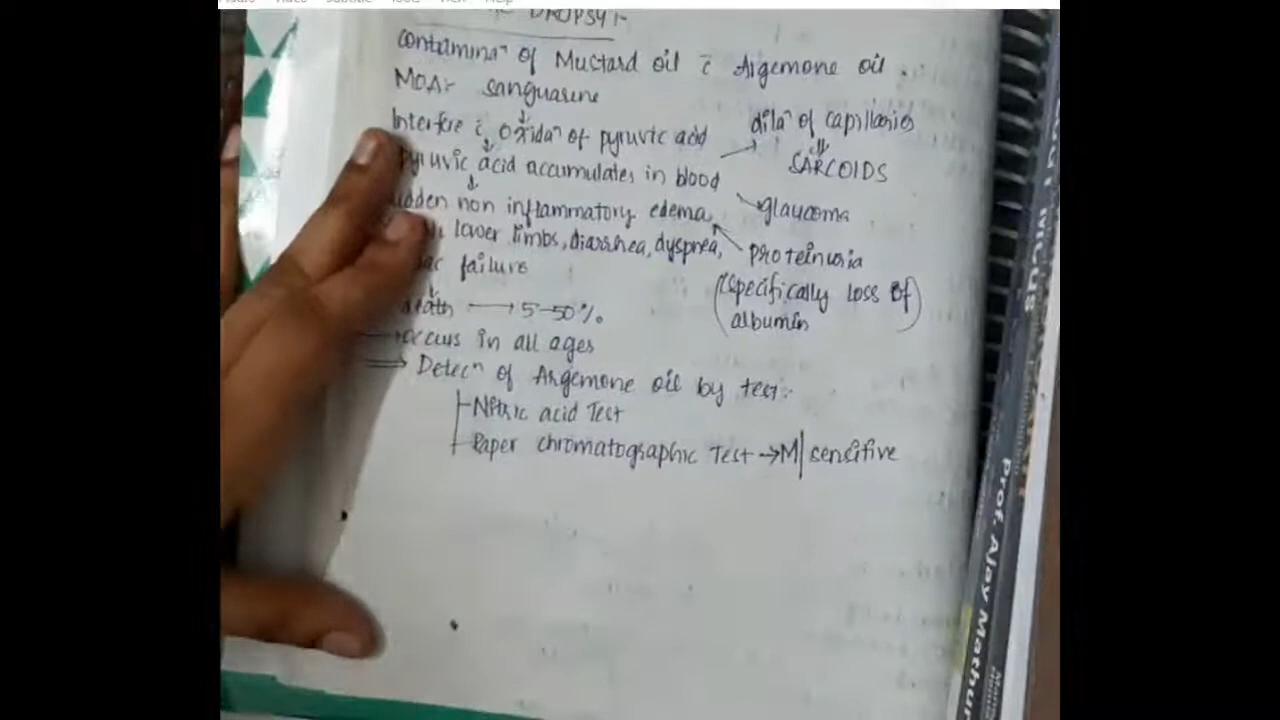 DROPSY :-
contaminaⁿ of Mustard oil c̄ Argemone oil .
MOA:- sanguarine
↓
Interfere c̄ oxidaⁿ of pyruvic acid
↓
pyruvic acid accumulates in blood
↓
non inflammatory edema
lower limbs, diarrhea, dyspnea,
failure
↓
death → 5-50%
→ occurs in all ages
⇒ Detecⁿ of Argemone oil by test:-
Nitric acid Test
Paper chromatographic Test → M/sensitive
dilaⁿ of capillaries
⇓
SARCOIDS
glaucoma
proteinuria
(specifically loss of
albumin)
Prof. Ajay Mathur